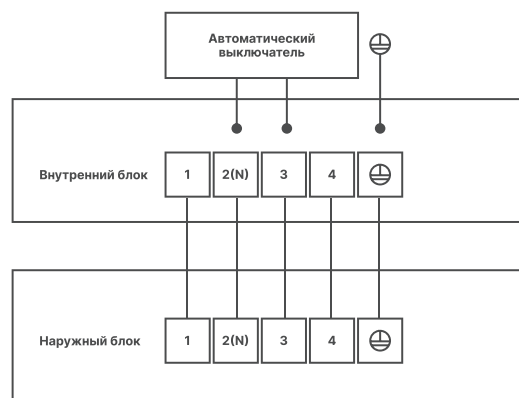 Автоматический
выключатель
Внутренний блок 1 2(N) 3 4
Наружный блок 1 2(N) 3 4